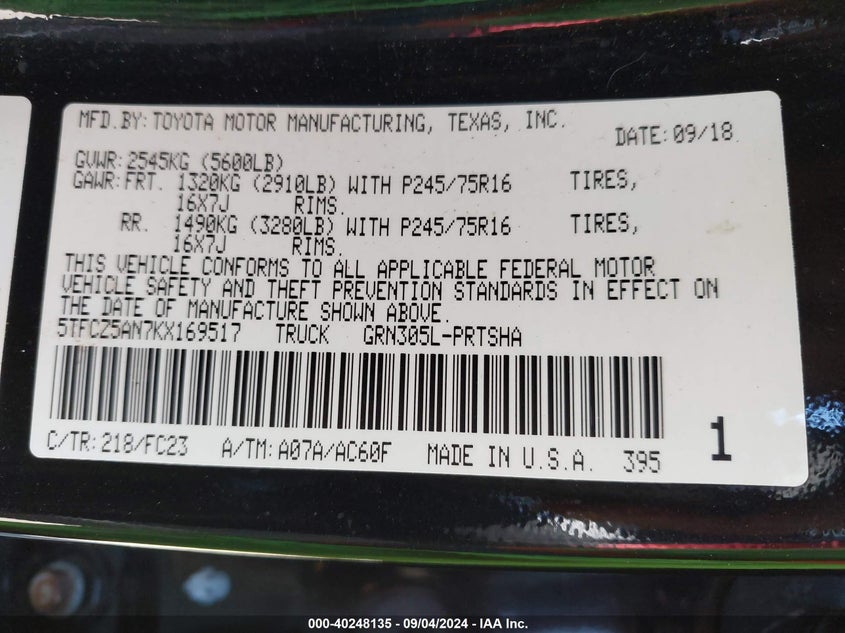 MFD.BY:TOYOTA MOTOR MANUFACTURING, TEXAS, INC.
DATE:09/18
GVWR:2545KG (5600LB)
GAWR:FRT. 1320KG (2910LB) WITH P245/75R16 TIRES,
16X7J RIMS.
RR. 1490KG (3280LB) WITH P245/75R16 TIRES,
16X7J RIMS.
THIS VEHICLE CONFORMS TO ALL APPLICABLE FEDERAL MOTOR
VEHICLE SAFETY AND THEFT PREVENTION STANDARDS IN EFFECT ON
THE DATE OF MANUFACTURE SHOWN ABOVE.
5TFCZ5AN7KX169517 TRUCK GRN305L-PRTSHA
C/TR:218/FC23 A/TM:A07A/AC60F MADE IN U.S.A. 395 1
000-40248135 - 09/04/2024 - IAA Inc.